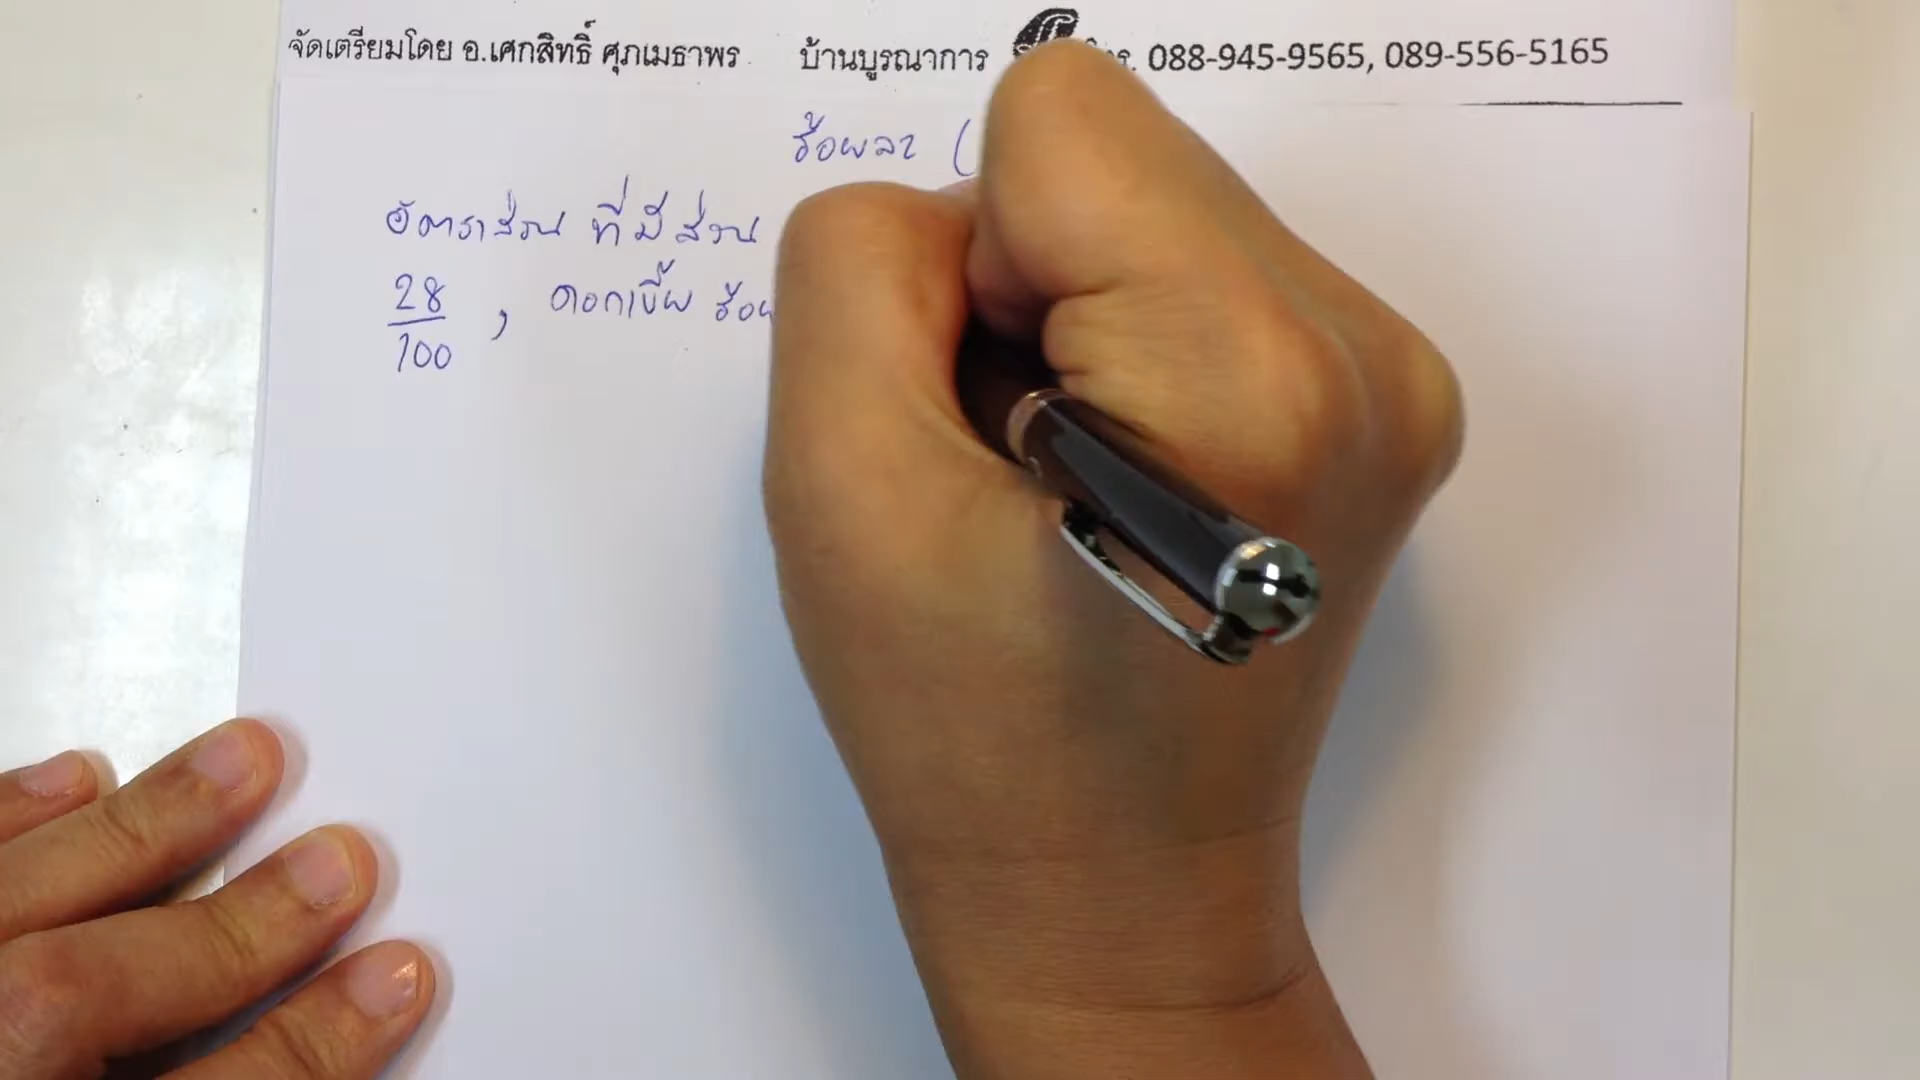 จัดเตรียมโดย อ.เศกสิทธิ์ ศุภเมธาพร บ้านบูรณาการ โทร. 088-945-9565, 089-556-5165
ร้อยละ (
อัตราส่วน ที่มีส่วน
28
100
, ดอกเบี้ย ร้อย